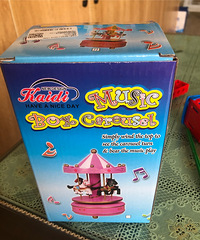 Kaidi
HAVE A NICE DAY
MUSIC
BOX Carousel
Simply wind the top to
see the carousel turn
& hear the music play